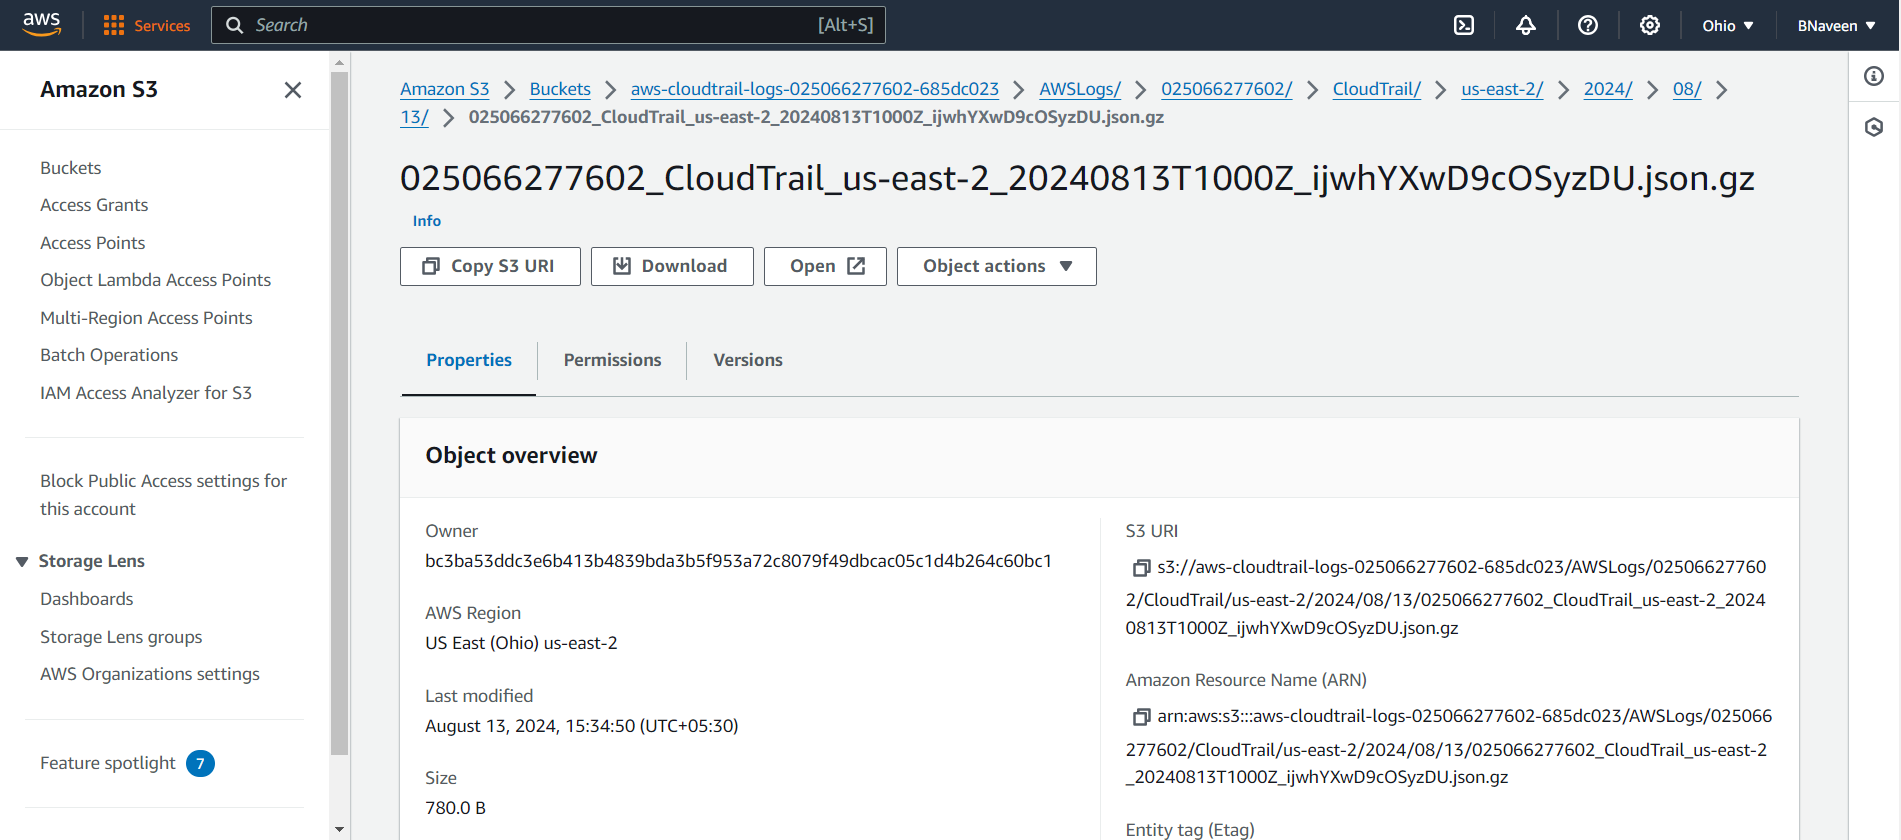 aws
Services
Search
[Alt+S]
Ohio
BNaveen
Amazon S3
Buckets
Access Grants
Access Points
Object Lambda Access Points
Multi-Region Access Points
Batch Operations
IAM Access Analyzer for S3
Block Public Access settings for
this account
Storage Lens
Dashboards
Storage Lens groups
AWS Organizations settings
Feature spotlight 7
Amazon S3 > Buckets > aws-cloudtrail-logs-025066277602-685dc023 > AWSLogs/ > 025066277602/ > CloudTrail/ > us-east-2/ > 2024/ > 08/ >
13/ > 025066277602_CloudTrail_us-east-2_20240813T1000Z_ijwhYXwD9cOSyzDU.json.gz
025066277602_CloudTrail_us-east-2_20240813T1000Z_ijwhYXwD9cOSyzDU.json.gz
Info
Copy S3 URI
Download
Open
Object actions
Properties
Permissions
Versions
Object overview
Owner
bc3ba53ddc3e6b413b4839bda3b5f953a72c8079f49dbcac05c1d4b264c60bc1
AWS Region
US East (Ohio) us-east-2
Last modified
August 13, 2024, 15:34:50 (UTC+05:30)
Size
780.0 B
S3 URI
s3://aws-cloudtrail-logs-025066277602-685dc023/AWSLogs/02506627760
2/CloudTrail/us-east-2/2024/08/13/025066277602_CloudTrail_us-east-2_2024
0813T1000Z_ijwhYXwD9cOSyzDU.json.gz
Amazon Resource Name (ARN)
arn:aws:s3:::aws-cloudtrail-logs-025066277602-685dc023/AWSLogs/025066
277602/CloudTrail/us-east-2/2024/08/13/025066277602_CloudTrail_us-east-2
_20240813T1000Z_ijwhYXwD9cOSyzDU.json.gz
Entity tag (Etag)